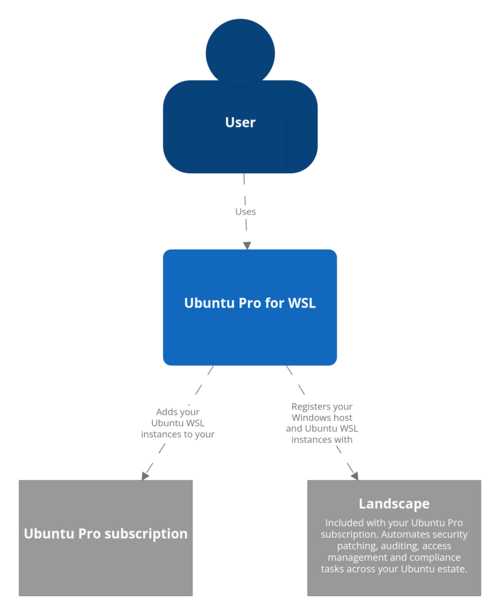 User
Uses
Ubuntu Pro for WSL
Adds your
Ubuntu WSL
instances to your
Registers your
Windows host
and Ubuntu WSL
instances with
Ubuntu Pro subscription
Landscape
Included with your Ubuntu Pro
subscription. Automates security
patching, auditing, access
management and compliance
tasks across your Ubuntu estate.